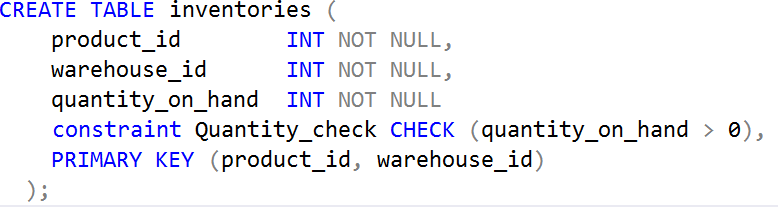 CREATE TABLE inventories (
    product_id        INT NOT NULL,
    warehouse_id      INT NOT NULL,
    quantity_on_hand  INT NOT NULL
    constraint Quantity_check CHECK (quantity_on_hand > 0),
    PRIMARY KEY (product_id, warehouse_id)
  );